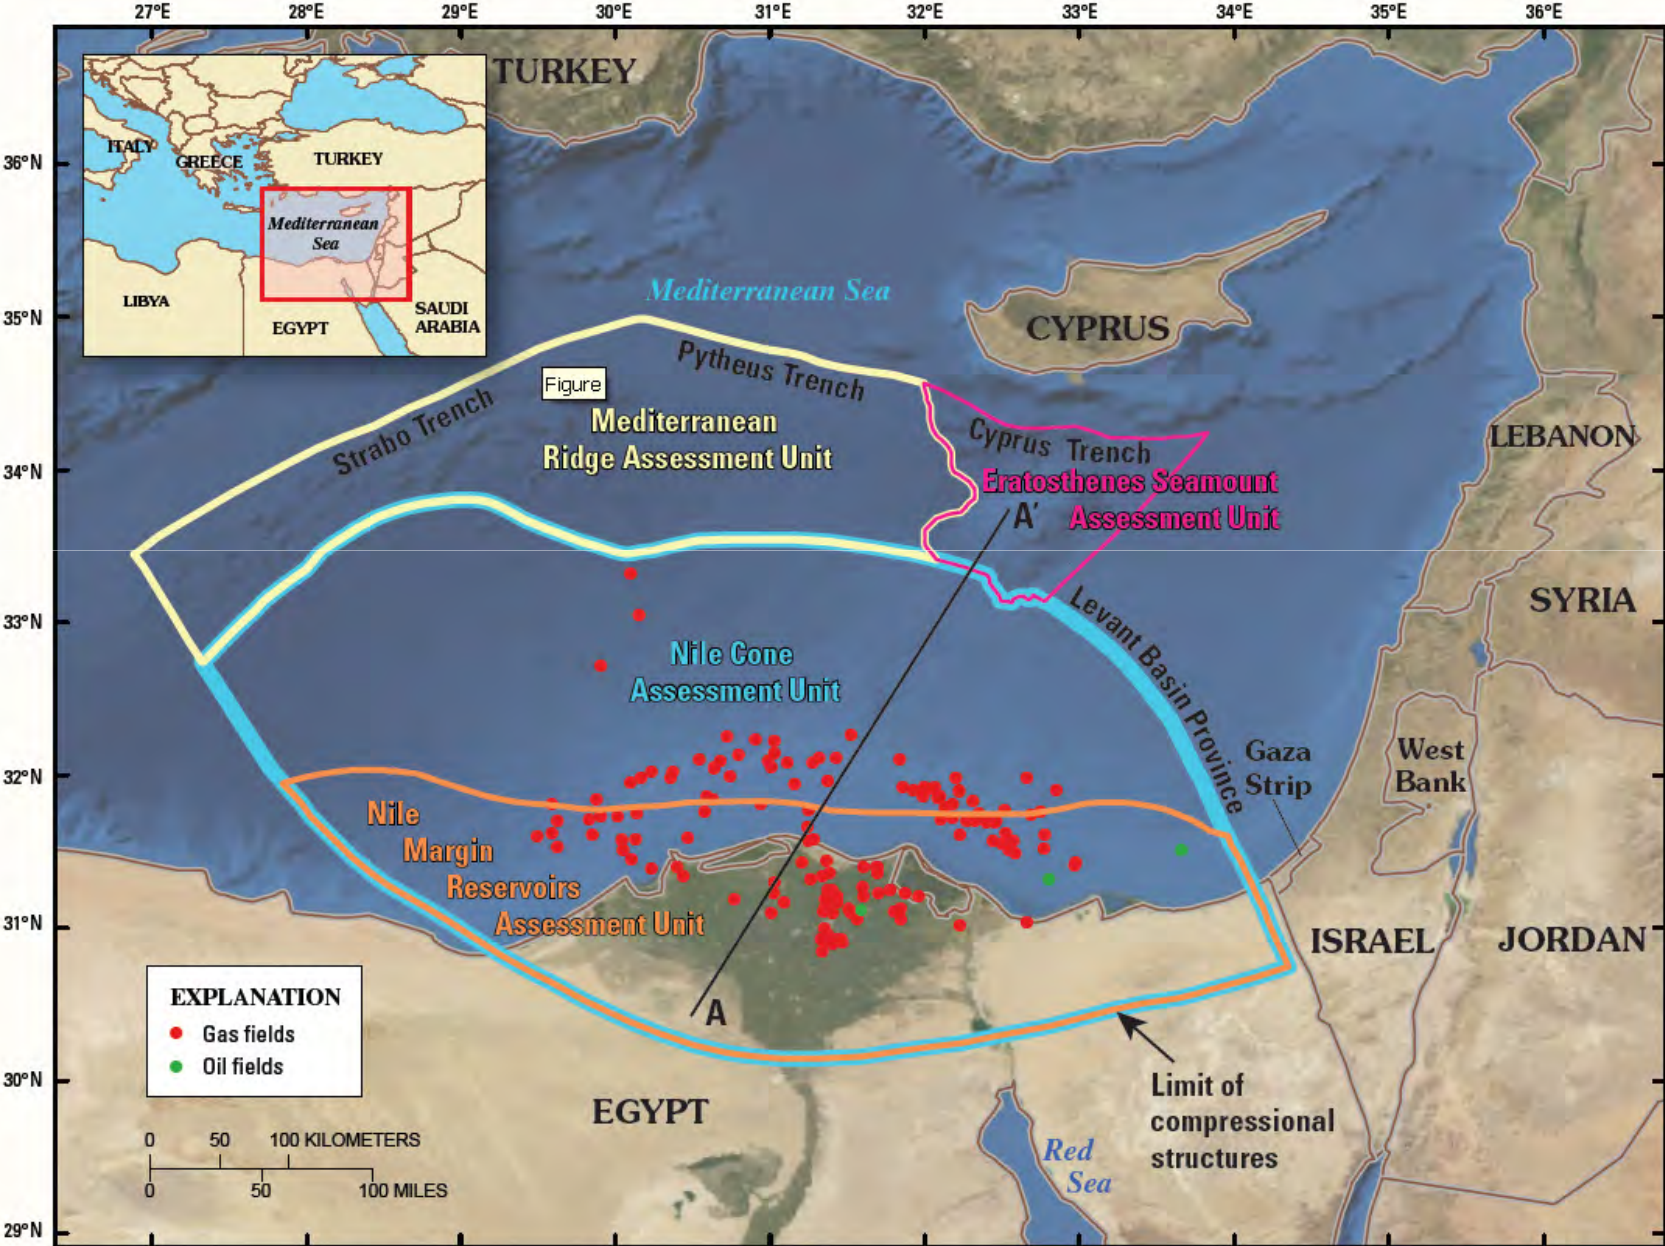 27°E 28°E 29°E 30°E 31°E 32°E 33°E 34°E 35°E 36°E
TURKEY
ITALY
GREECE
TURKEY
Mediterranean
Sea
LIBYA
EGYPT
SAUDI
ARABIA
36°N
35°N
34°N
33°N
32°N
31°N
30°N
29°N
Mediterranean Sea
CYPRUS
Pytheus Trench
Figure
Strabo Trench
Mediterranean
Ridge Assessment Unit
Cyprus Trench
Eratosthenes Seamount
Assessment Unit
A'
LEBANON
SYRIA
Levant Basin Province
Nile Cone
Assessment Unit
Gaza
Strip
West
Bank
Nile
Margin
Reservoirs
Assessment Unit
ISRAEL
JORDAN
A
EXPLANATION
Gas fields
Oil fields
Limit of
compressional
structures
EGYPT
Red
Sea
0 50 100 KILOMETERS
0 50 100 MILES